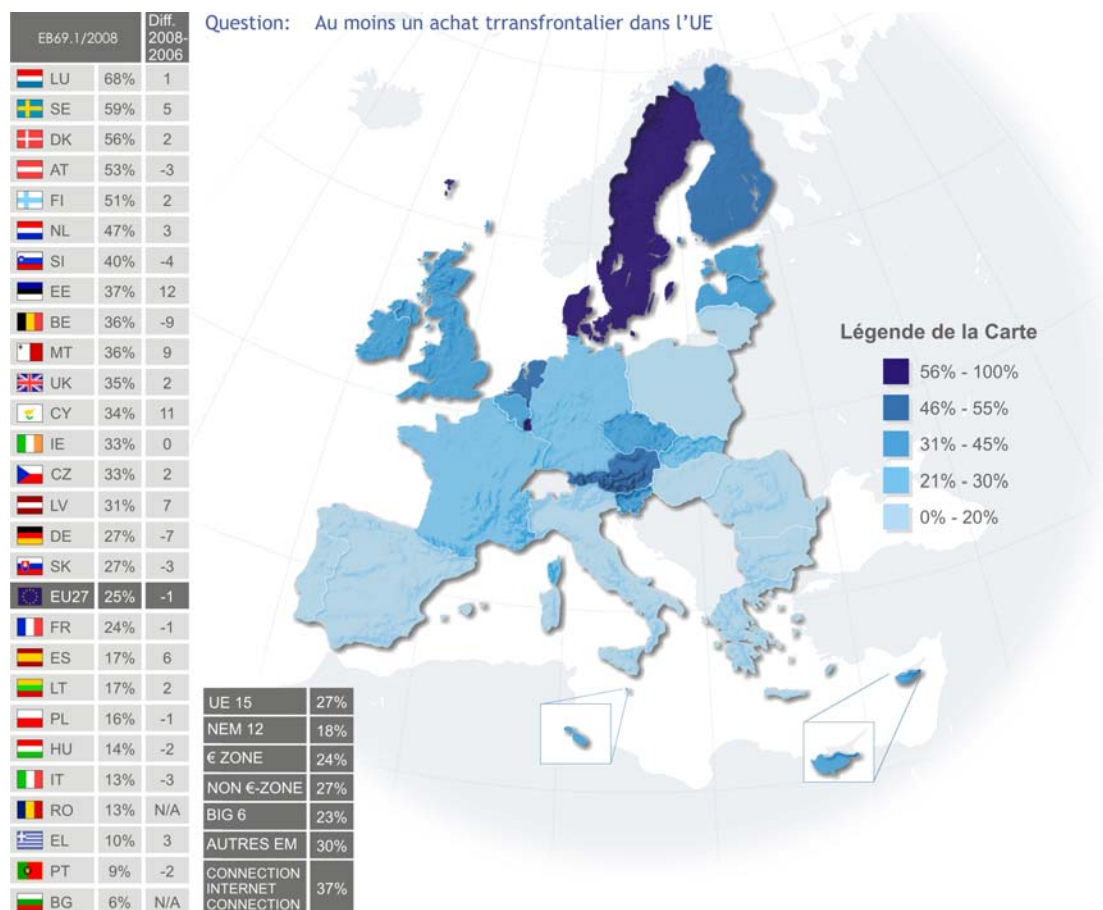 EB69.1/2008
Diff.
2008-
2006
Question: Au moins un achat trransfrontalier dans l'UE
LU 68% 1
SE 59% 5
DK 56% 2
AT 53% -3
FI 51% 2
NL 47% 3
SI 40% -4
EE 37% 12
BE 36% -9
MT 36% 9
UK 35% 2
CY 34% 11
IE 33% 0
CZ 33% 2
LV 31% 7
DE 27% -7
SK 27% -3
EU27 25% -1
FR 24% -1
ES 17% 6
LT 17% 2
PL 16% -1
HU 14% -2
IT 13% -3
RO 13% N/A
EL 10% 3
PT 9% -2
BG 6% N/A
Légende de la Carte
56% - 100%
46% - 55%
31% - 45%
21% - 30%
0% - 20%
UE 15 27% -1
NEM 12 18%
€ ZONE 24%
NON €-ZONE 27%
BIG 6 23%
AUTRES EM 30%
CONNECTION
INTERNET 37%
CONNECTION